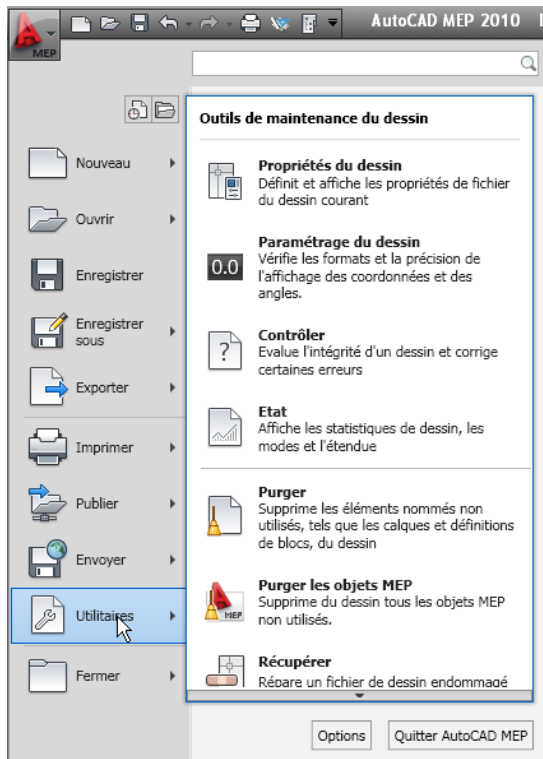 AutoCAD MEP 2010
MEP
Outils de maintenance du dessin
Nouveau
Ouvrir
Enregistrer
Enregistrer
sous
Exporter
Imprimer
Publier
Envoyer
Utilitaires
Fermer
Propriétés du dessin
Définit et affiche les propriétés de fichier
du dessin courant
0.0
Paramétrage du dessin
Vérifie les formats et la précision de
l'affichage des coordonnées et des
angles.
?
Contrôler
Evalue l'intégrité d'un dessin et corrige
certaines erreurs
Etat
Affiche les statistiques de dessin, les
modes et l'étendue
Purger
Supprime les éléments nommés non
utilisés, tels que les calques et définitions
de blocs, du dessin
MEP
Purger les objets MEP
Supprime du dessin tous les objets MEP
non utilisés.
Récupérer
Répare un fichier de dessin endommagé
Options
Quitter AutoCAD MEP